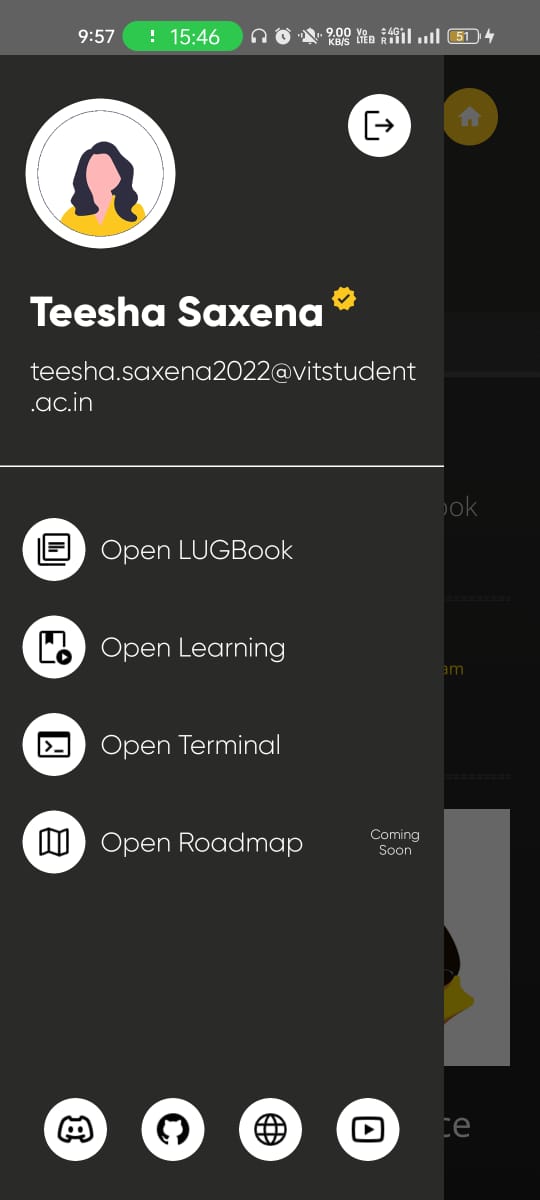 9:57 ! 15:46 9.00 KB/S Vo LTE 4G+ R 51
Teesha Saxena
teesha.saxena2022@vitstudent
.ac.in
ook
Open LUGBook
Open Learning
am
Open Terminal
Open Roadmap
Coming
Soon
ce